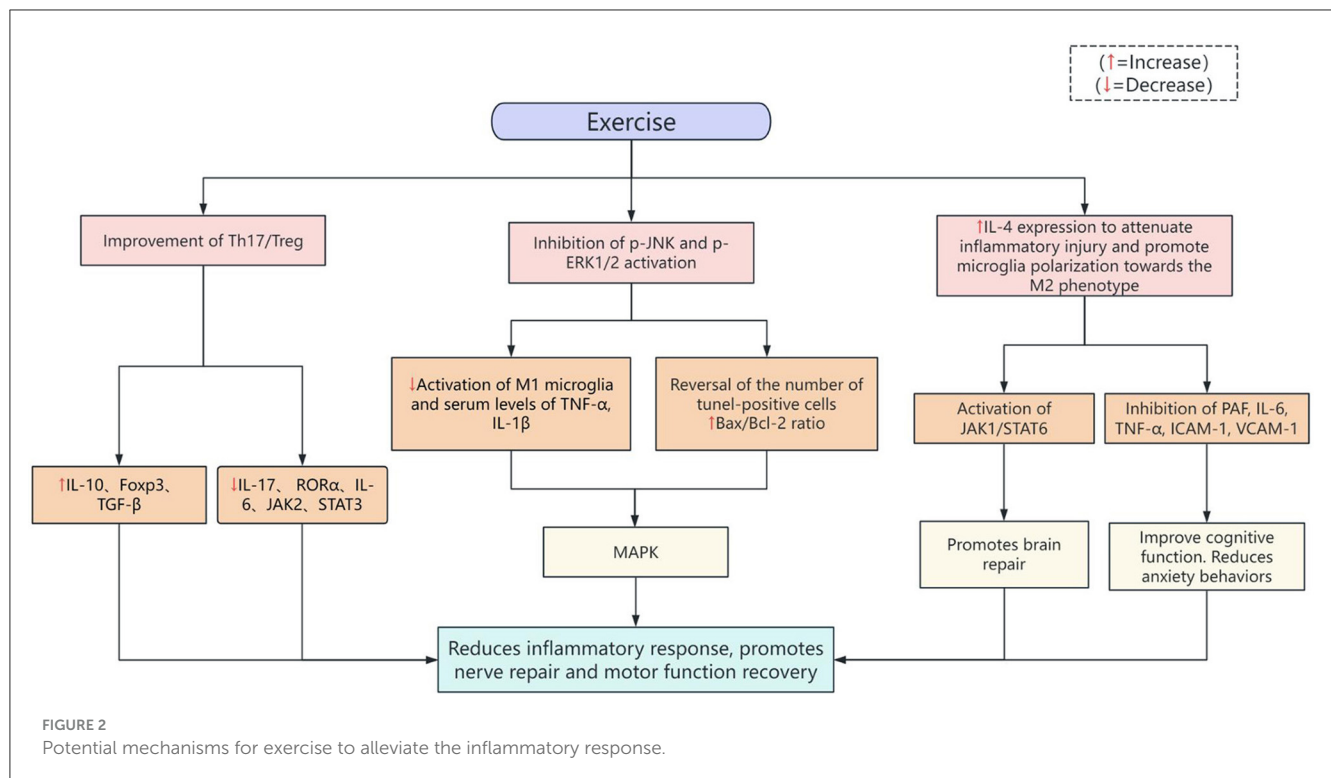 (↑=Increase)
(↓=Decrease)
Exercise
Improvement of Th17/Treg
Inhibition of p-JNK and p-
ERK1/2 activation
↑IL-4 expression to attenuate
inflammatory injury and promote
microglia polarization towards the
M2 phenotype
↓Activation of M1 microglia
and serum levels of TNF-α,
IL-1β
Reversal of the number of
tunel-positive cells
↑Bax/Bcl-2 ratio
Activation of
JAK1/STAT6
Inhibition of PAF, IL-6,
TNF-α, ICAM-1, VCAM-1
↑IL-10、Foxp3、
TGF-β
↓IL-17、RORα、IL-
6、JAK2、STAT3
MAPK
Promotes brain
repair
Improve cognitive
function. Reduces
anxiety behaviors
Reduces inflammatory response, promotes
nerve repair and motor function recovery
FIGURE 2
Potential mechanisms for exercise to alleviate the inflammatory response.